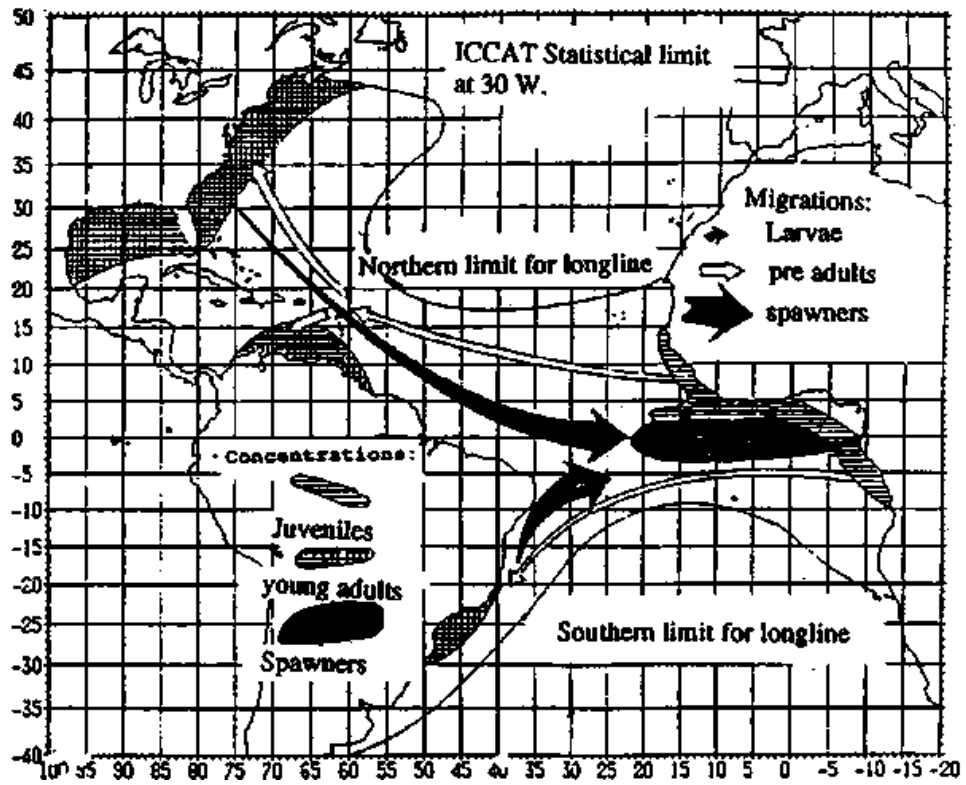 50
45
40
35
30
25
20
15
10
5
0
-5
-10
-15
-20
-25
-30
-35
-40
ICCAT Statistical limit
at 30 W.
Migrations:
Larvae
pre adults
spawners
Northern limit for longline
Concentrations:
Juveniles
young adults
Spawners
Southern limit for longline
95 90 85 80 75 70 65 60 55 50 45 40 35 30 25 20 15 10 5 0 -5 -10 -15 -20